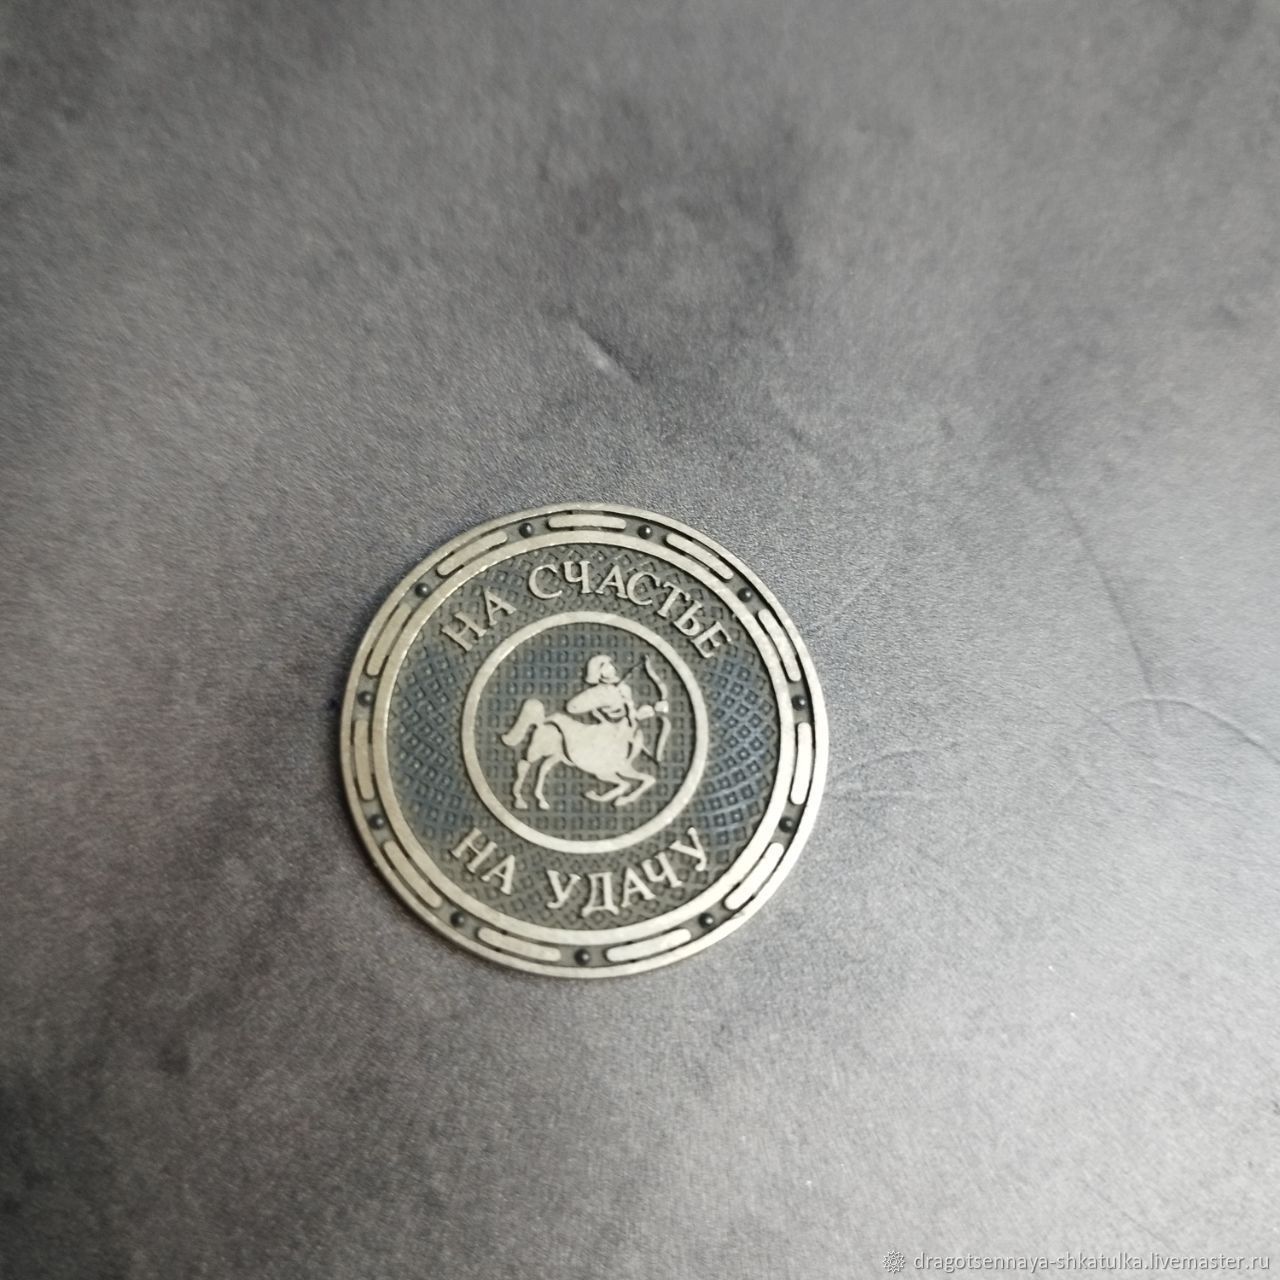 НА СЧАСТЬЕ
НА УДАЧУ
dragotsennaya-shkatulka.livemaster.ru